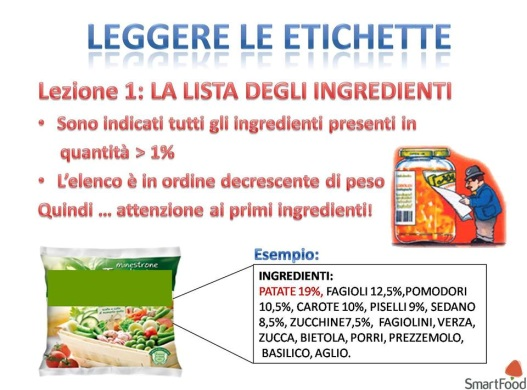 LEGGERE LE ETICHETTE
Lezione 1: LA LISTA DEGLI INGREDIENTI
• Sono indicati tutti gli ingredienti presenti in
quantità > 1%
• L'elenco è in ordine decrescente di peso
Quindi ... attenzione ai primi ingredienti!
Esempio:
minestrone
INGREDIENTI:
PATATE 19%, FAGIOLI 12,5%,POMODORI
10,5%, CAROTE 10%, PISELLI 9%, SEDANO
8,5%, ZUCCHINE7,5%, FAGIOLINI, VERZA,
ZUCCA, BIETOLA, PORRI, PREZZEMOLO,
BASILICO, AGLIO.
SmartFood